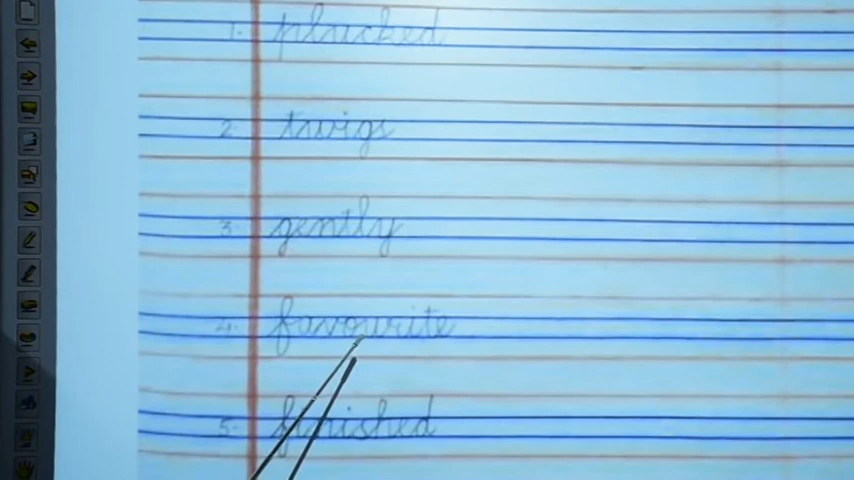 1. plucked
2. twigs
3. gently
4. favourite
5. finished